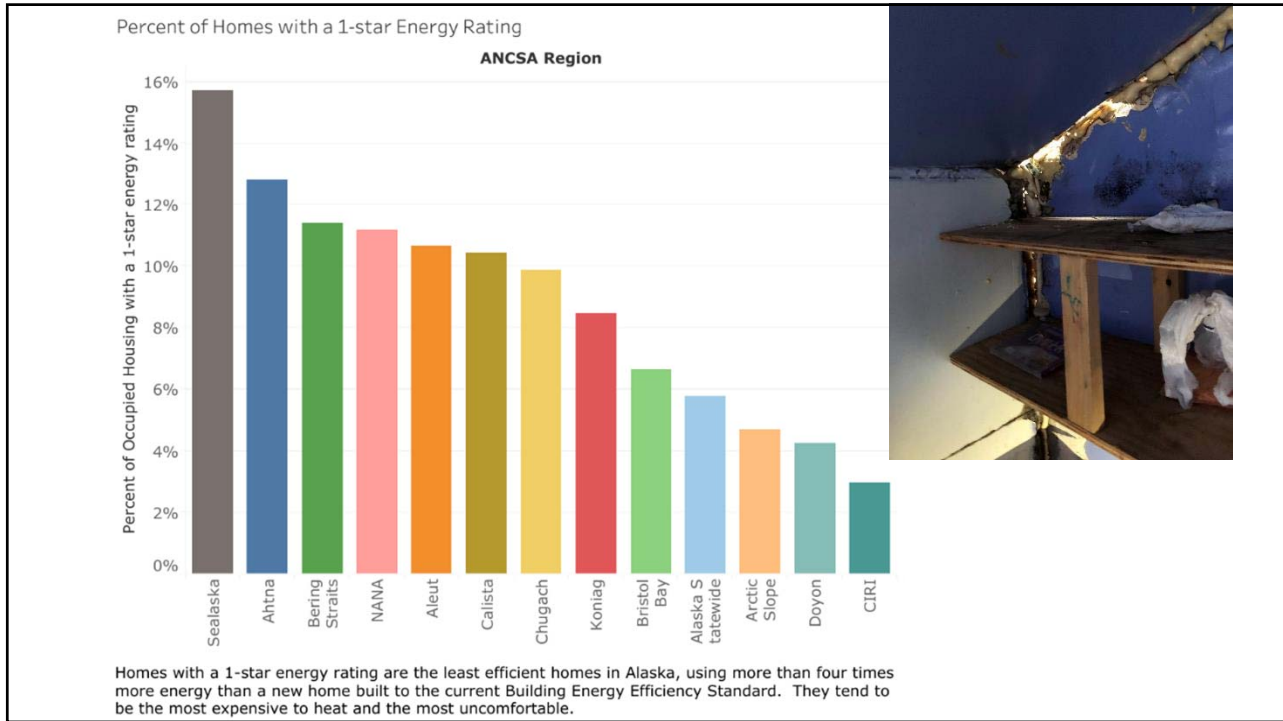 Percent of Homes with a 1-star Energy Rating
ANCSA Region
Percent of Occupied Housing with a 1-star energy rating
16%
14%
12%
10%
8%
6%
4%
2%
0%
Sealaska
Ahtna
Bering
Straits
NANA
Aleut
Calista
Chugach
Koniag
Bristol
Bay
Alaska S
tatewide
Arctic
Slope
Doyon
CIRI
Homes with a 1-star energy rating are the least efficient homes in Alaska, using more than four times
more energy than a new home built to the current Building Energy Efficiency Standard.  They tend to
be the most expensive to heat and the most uncomfortable.